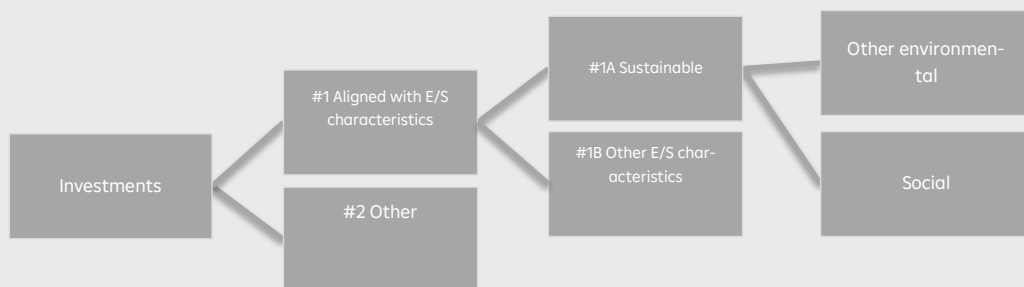 Investments
#1 Aligned with E/S
characteristics
#2 Other
#1A Sustainable
#1B Other E/S char-
acteristics
Other environmen-
tal
Social